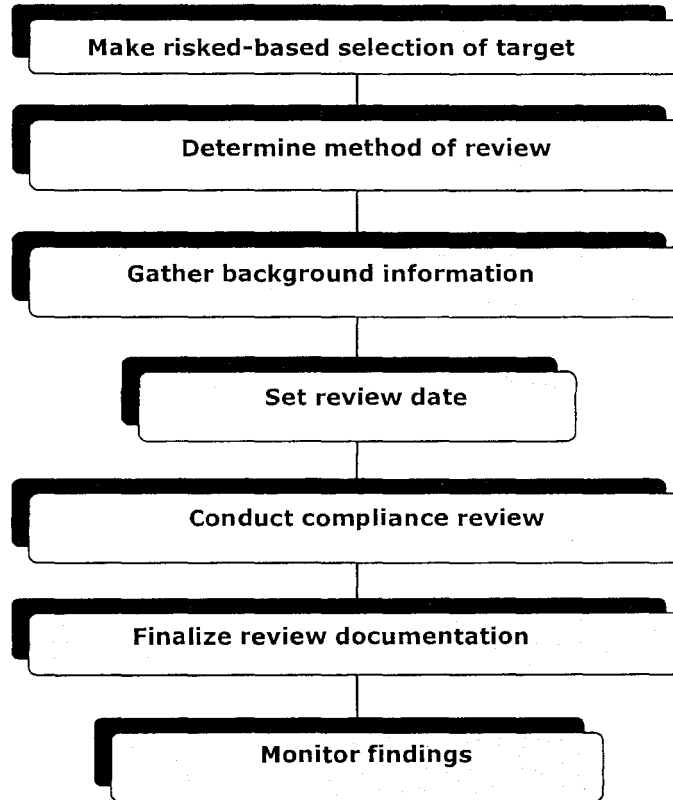 Make risked-based selection of target
Determine method of review
Gather background information
Set review date
Conduct compliance review
Finalize review documentation
Monitor findings